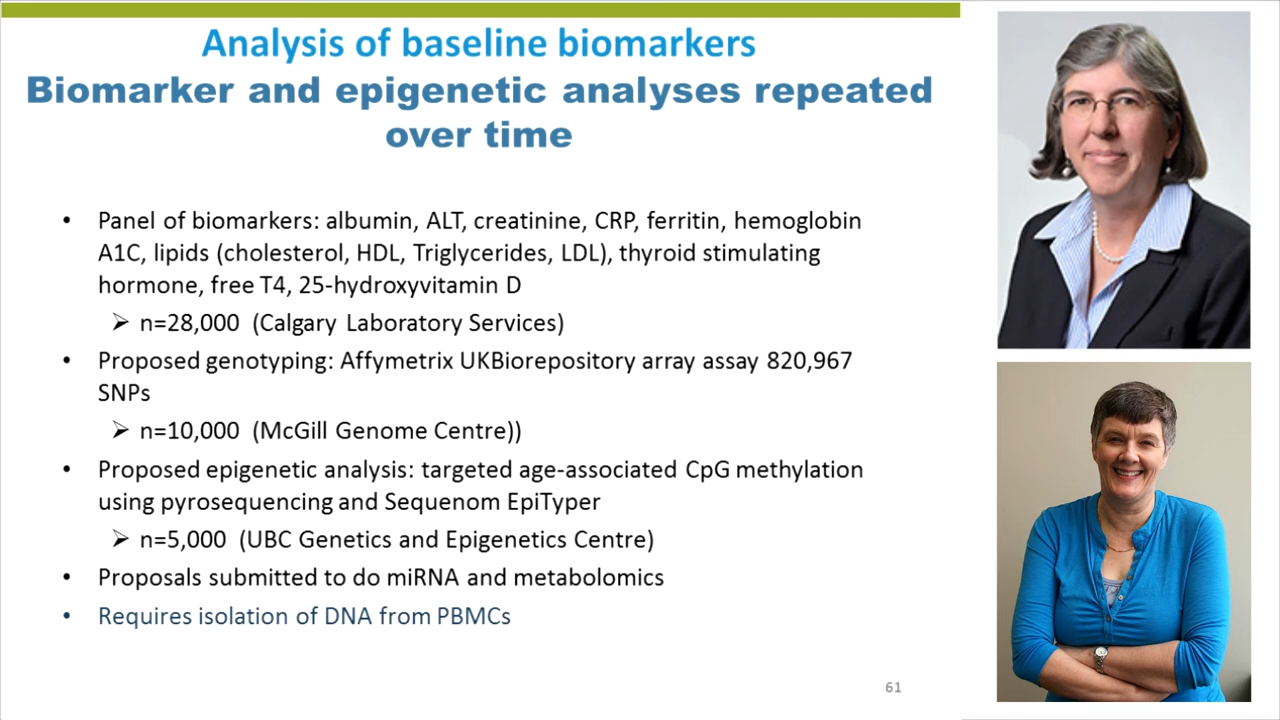 Analysis of baseline biomarkers
Biomarker and epigenetic analyses repeated
over time
• Panel of biomarkers: albumin, ALT, creatinine, CRP, ferritin, hemoglobin
A1C, lipids (cholesterol, HDL, Triglycerides, LDL), thyroid stimulating
hormone, free T4, 25-hydroxyvitamin D
➢ n=28,000 (Calgary Laboratory Services)
• Proposed genotyping: Affymetrix UKBiorepository array assay 820,967
SNPs
➢ n=10,000 (McGill Genome Centre))
• Proposed epigenetic analysis: targeted age-associated CpG methylation
using pyrosequencing and Sequenom EpiTyper
➢ n=5,000 (UBC Genetics and Epigenetics Centre)
• Proposals submitted to do miRNA and metabolomics
• Requires isolation of DNA from PBMCs
61